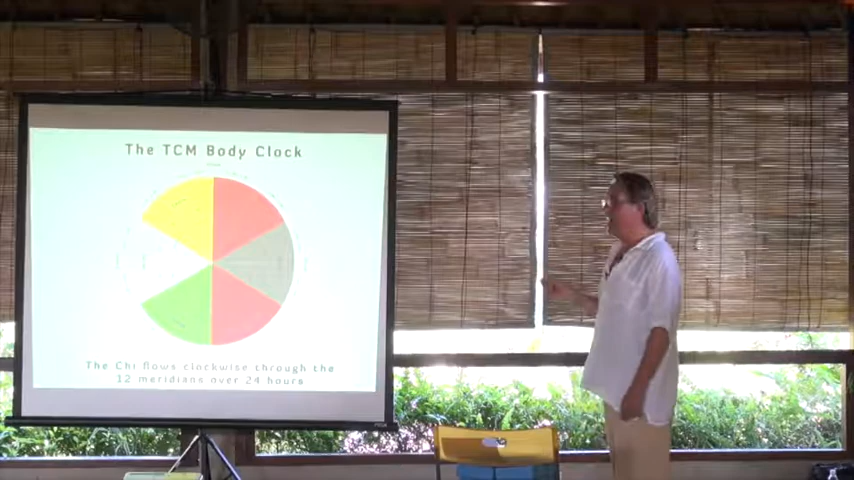 The TCM Body Clock
The Chi flows clockwise through the
12 meridians over 24 hours